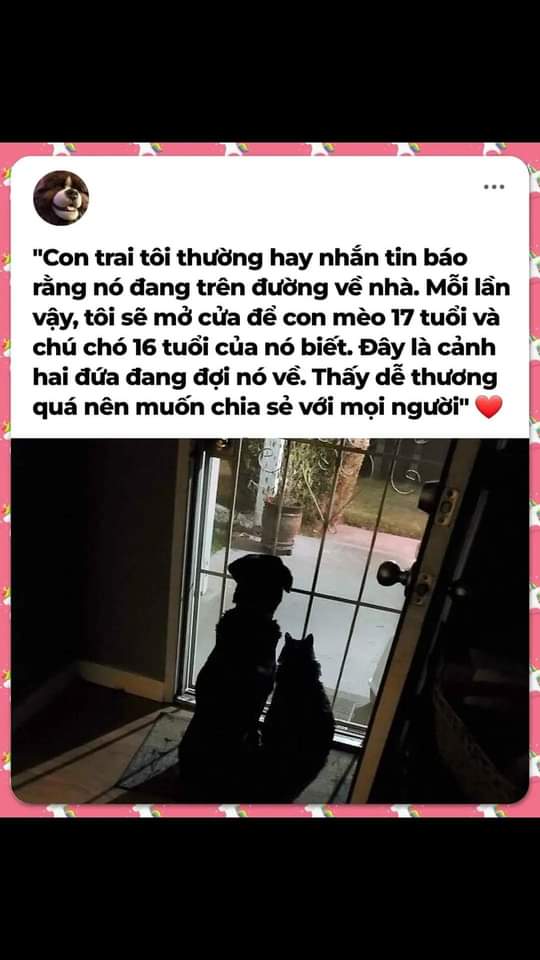 "Con trai tôi thường hay nhắn tin báo
rằng nó đang trên đường về nhà. Mỗi lần
vậy, tôi sẽ mở cửa để con mèo 17 tuổi và
chú chó 16 tuổi của nó biết. Đây là cảnh
hai đứa đang đợi nó về. Thấy dễ thương
quá nên muốn chia sẻ với mọi người" ❤️